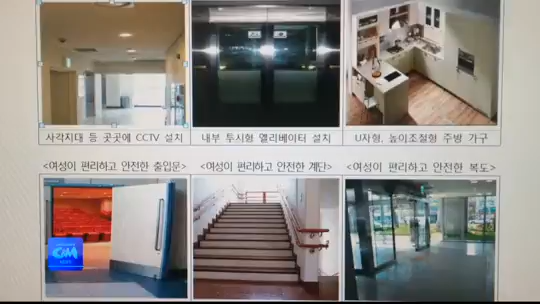 사각지대 등 곳곳에 CCTV 설치
내부 투시형 엘리베이터 설치
U자형, 높이조절형 주방 가구
<여성이 편리하고 안전한 출입문>
<여성이 편리하고 안전한 계단>
<여성이 편리하고 안전한 복도>